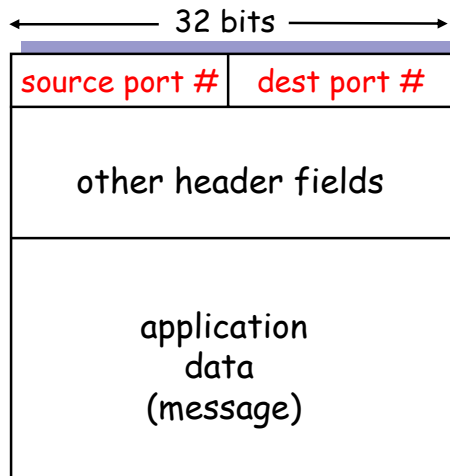 32 bits
source port # dest port #
other header fields
application
data
(message)